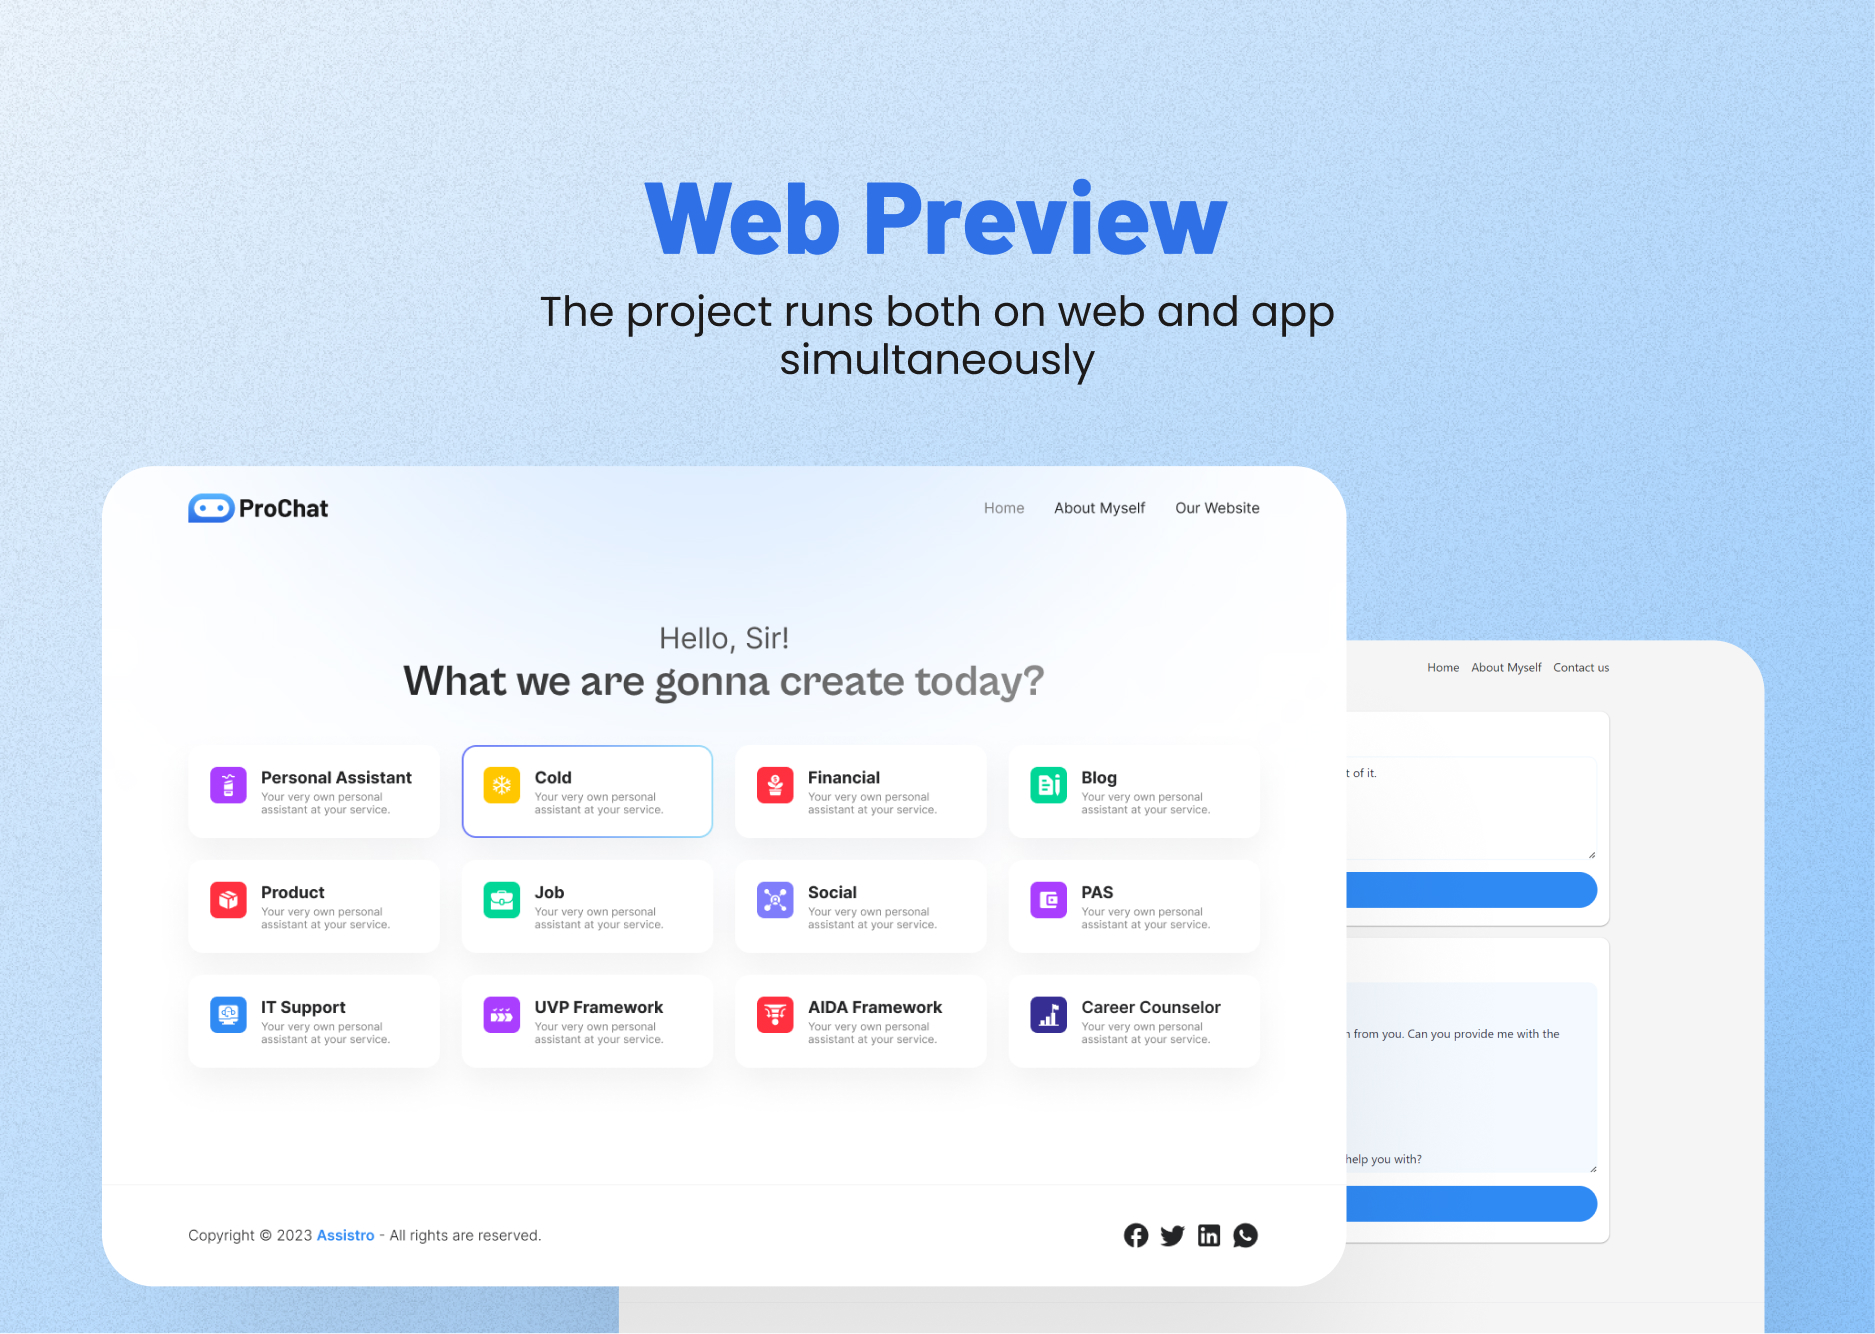 Web Preview
The project runs both on web and app
simultaneously
ProChat
Home About Myself Our Website
Hello, Sir!
What we are gonna create today?
Personal Assistant
Your very own personal
assistant at your service.
Cold
Your very own personal
assistant at your service.
Financial
Your very own personal
assistant at your service.
Blog
Your very own personal
assistant at your service.
Product
Your very own personal
assistant at your service.
Job
Your very own personal
assistant at your service.
Social
Your very own personal
assistant at your service.
PAS
Your very own personal
assistant at your service.
IT Support
Your very own personal
assistant at your service.
UVP Framework
Your very own personal
assistant at your service.
AIDA Framework
Your very own personal
assistant at your service.
Career Counselor
Your very own personal
assistant at your service.
Copyright © 2023 Assistro - All rights are reserved.
Home About Myself Contact us
of it.
from you. Can you provide me with the
help you with?